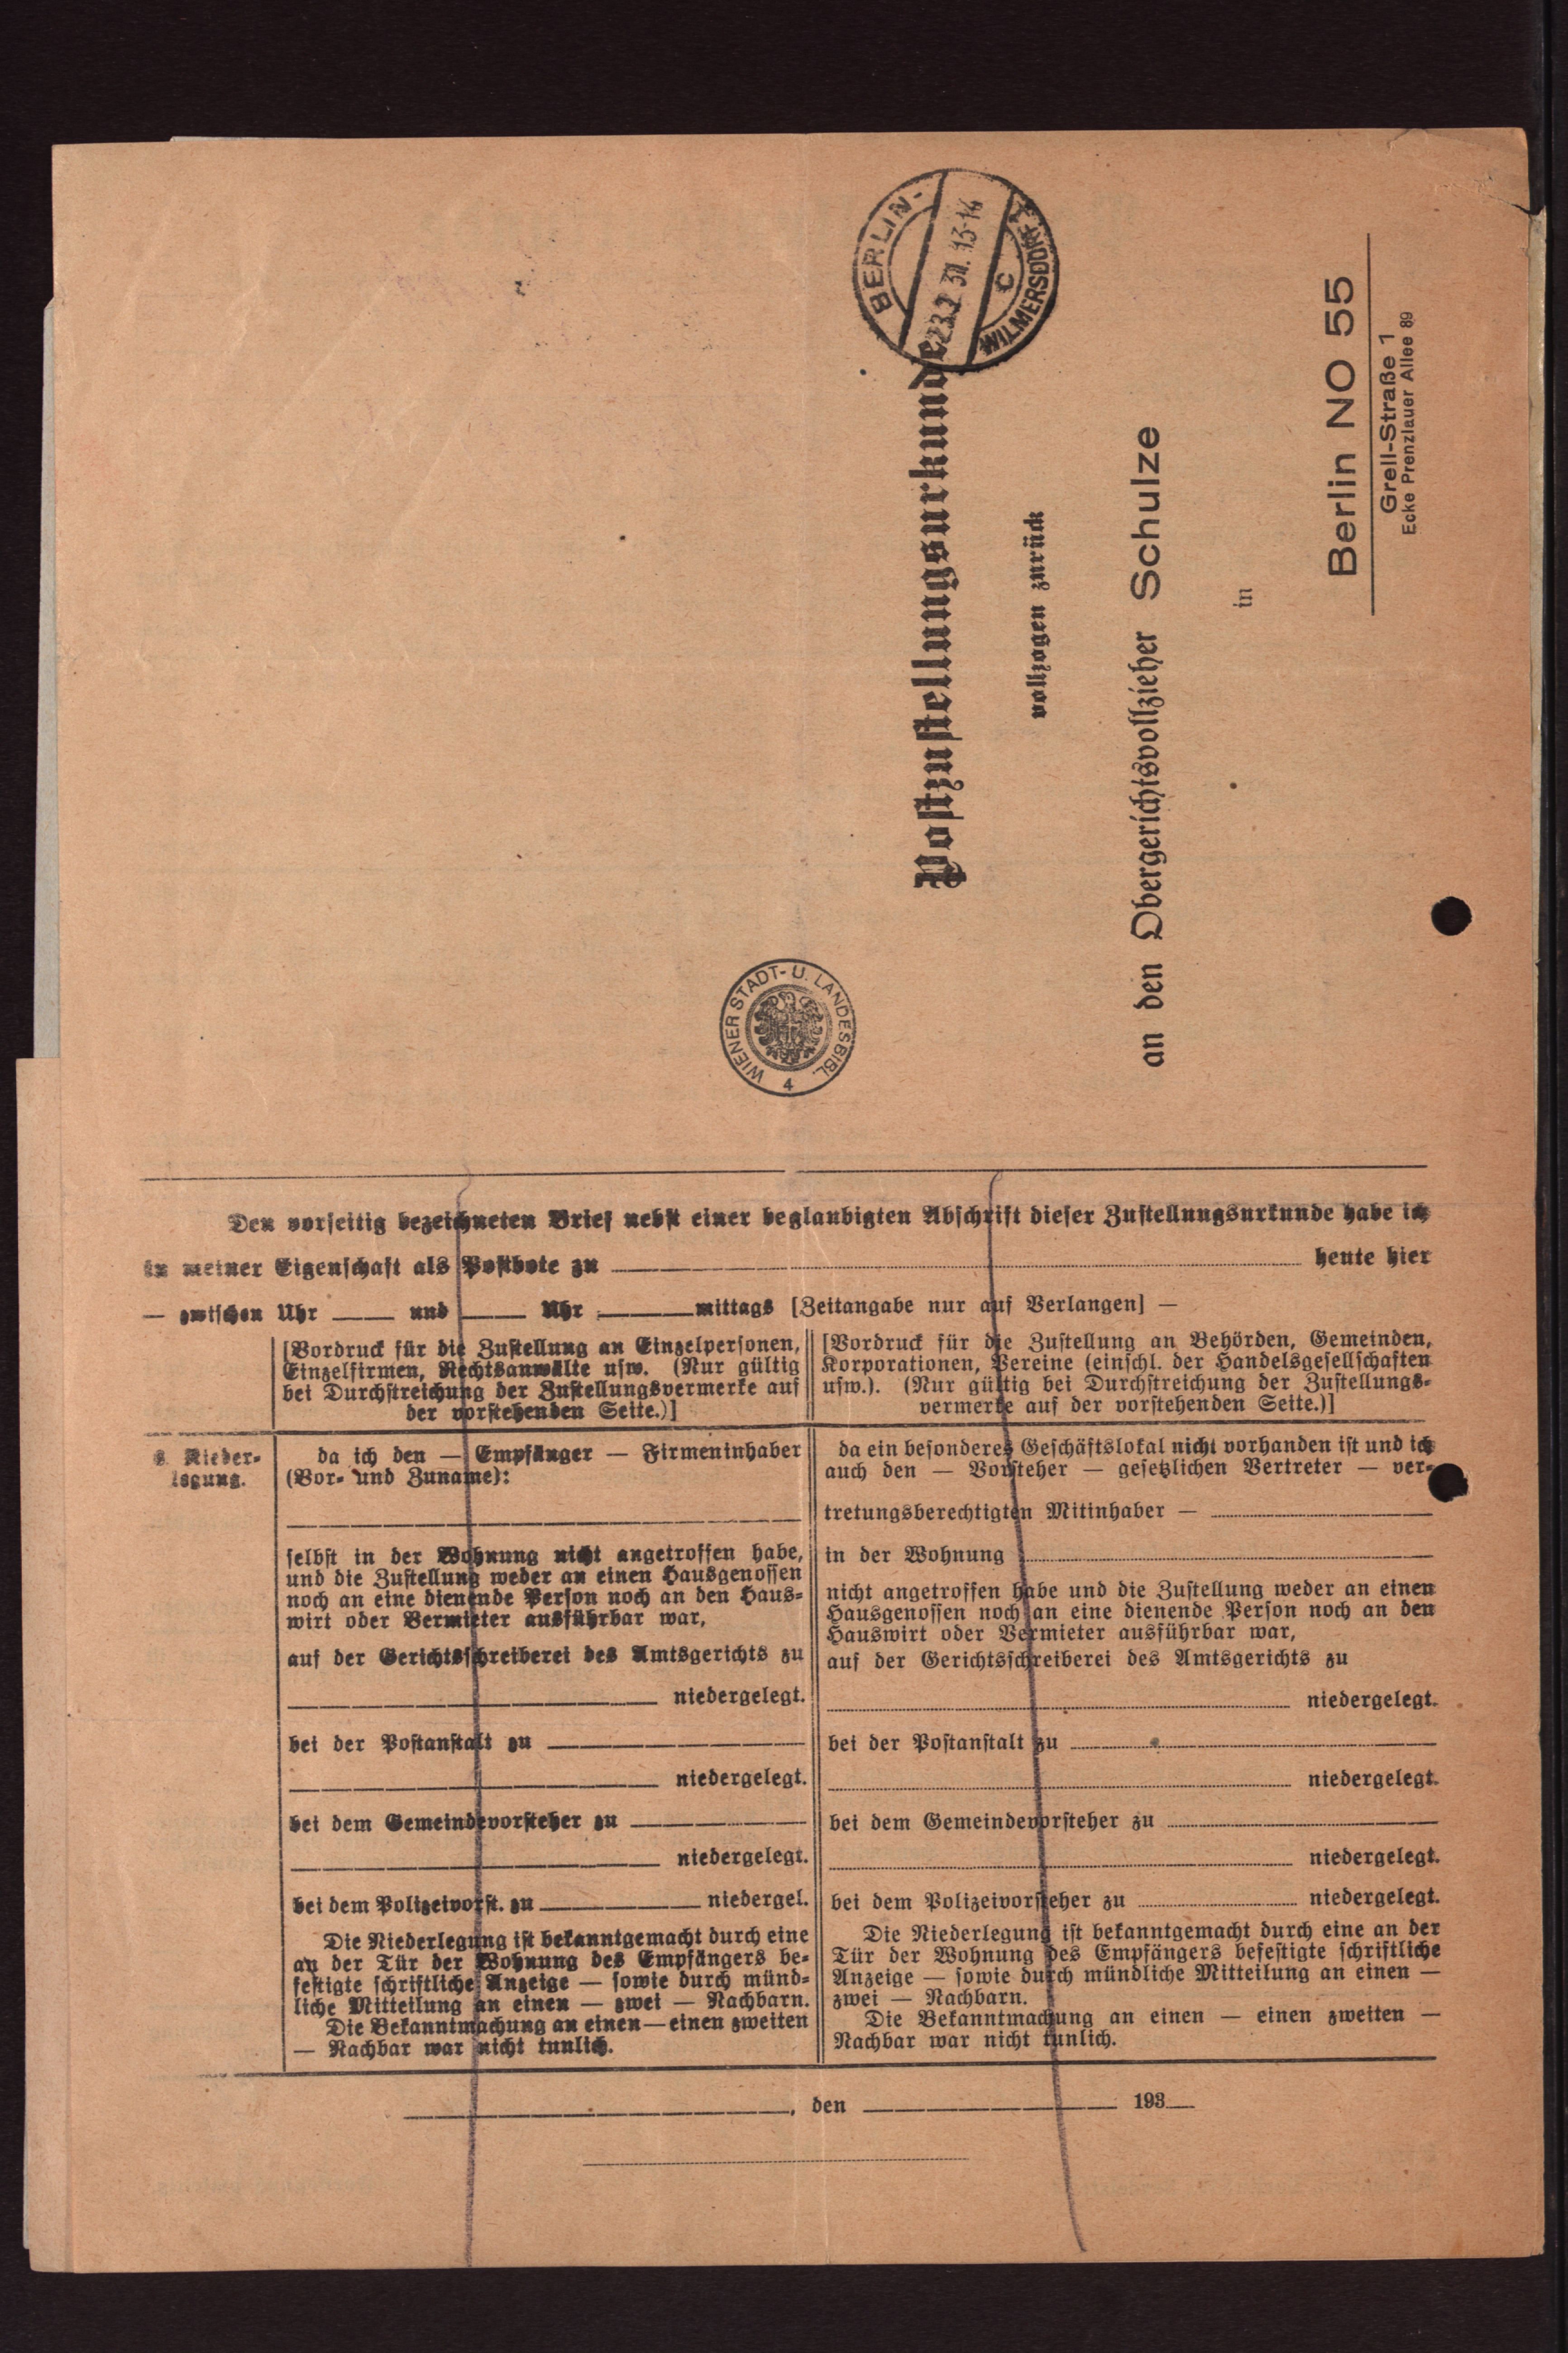 BERLIN-
WILMERSDORF 1
C
23.2 30. 13-14
Postzustellungsurkunde
vollzogen zurück
an den Obergerichtsvollzieher Schulze
in
Berlin NO 55
Grell-Straße 1
Ecke Prenzlauer Allee 89
WIENER STADT- U. LANDESBIBL.
4
Den vorseitig bezeichneten Brief nebst einer beglaubigten Abschrift dieser Zustellungsurkunde habe ich
in meiner Eigenschaft als Postbote zu heute hier
— zwischen Uhr und Uhr mittags [Zeitangabe nur auf Verlangen] —
[Vordruck für die Zustellung an Einzelpersonen,
Einzelfirmen, Rechtsanwälte usw. (Nur gültig
bei Durchstreichung der Zustellungsvermerke auf
der vorstehenden Seite.)]
6. Nieder-
legung.
da ich den — Empfänger — Firmeninhaber
(Vor- und Zuname):
selbst in der Wohnung nicht angetroffen habe,
und die Zustellung weder an einen Hausgenossen
noch an eine dienende Person noch an den Haus-
wirt oder Vermieter ausführbar war,
auf der Gerichtsschreiberei des Amtsgerichts zu
niedergelegt.
bei der Postanstalt zu
niedergelegt.
bei dem Gemeindevorsteher zu
niedergelegt.
bei dem Polizeivorst. zu niedergel.
Die Niederlegung ist bekanntgemacht durch eine
an der Tür der Wohnung des Empfängers be-
festigte schriftliche Anzeige — sowie durch münd-
liche Mitteilung an einen — zwei — Nachbarn.
Die Bekanntmachung an einen — einen zweiten
— Nachbar war nicht tunlich.
[Vordruck für die Zustellung an Behörden, Gemeinden,
Korporationen, Vereine (einschl. der Handelsgesellschaften
usw.). (Nur gültig bei Durchstreichung der Zustellungs-
vermerke auf der vorstehenden Seite.)]
da ein besonderes Geschäftslokal nicht vorhanden ist und ich
auch den — Vorsteher — gesetzlichen Vertreter — ver-
tretungsberechtigten Mitinhaber —
in der Wohnung
nicht angetroffen habe und die Zustellung weder an einen
Hausgenossen noch an eine dienende Person noch an den
Hauswirt oder Vermieter ausführbar war,
auf der Gerichtsschreiberei des Amtsgerichts zu
niedergelegt.
bei der Postanstalt zu
niedergelegt.
bei dem Gemeindevorsteher zu
niedergelegt.
bei dem Polizeivorsteher zu niedergelegt.
Die Niederlegung ist bekanntgemacht durch eine an der
Tür der Wohnung des Empfängers befestigte schriftliche
Anzeige — sowie durch mündliche Mitteilung an einen —
zwei — Nachbarn.
Die Bekanntmachung an einen — einen zweiten —
Nachbar war nicht tunlich.
, den 193